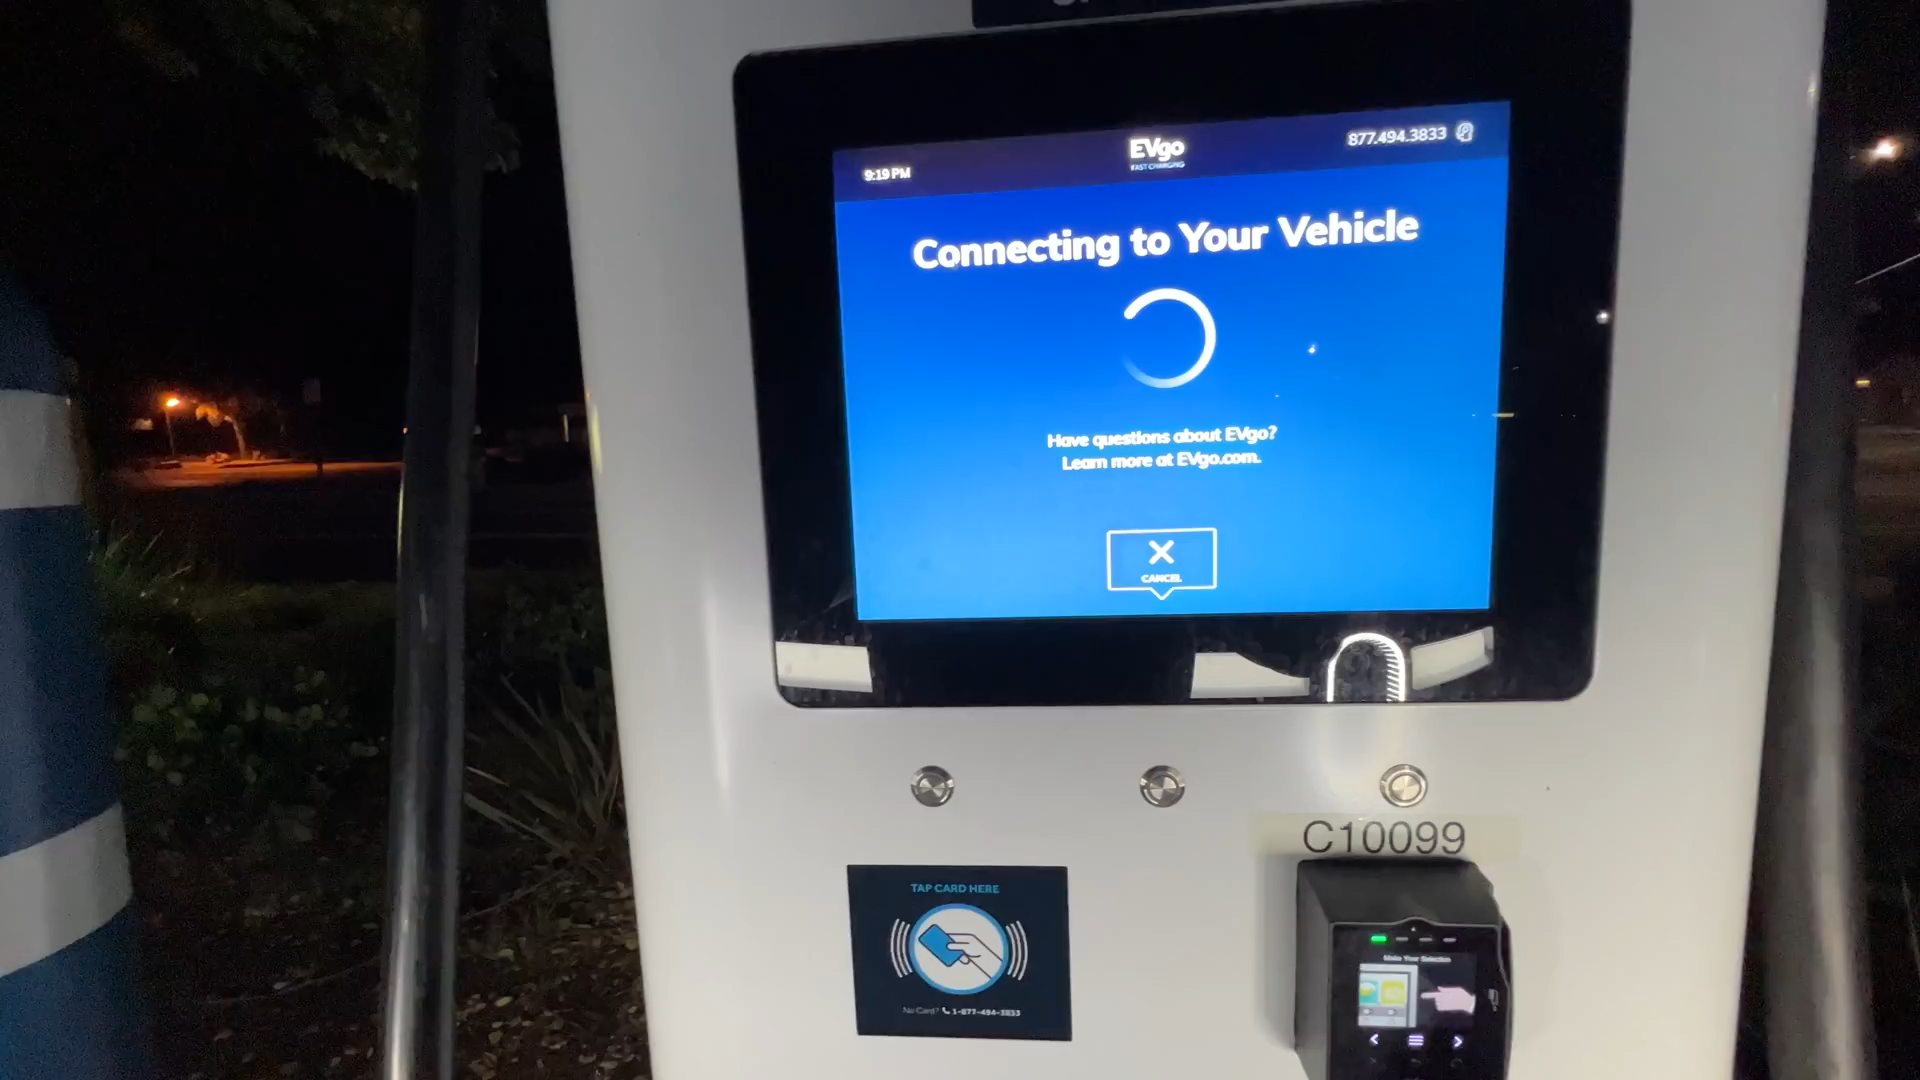 9:19 PM
EVgo
FAST CHARGING
877.494.3833
Connecting to Your Vehicle
Have questions about EVgo?
Learn more at EVgo.com.
CANCEL
C10099
TAP CARD HERE
No Card? 1-877-494-3833
Make Your Selection